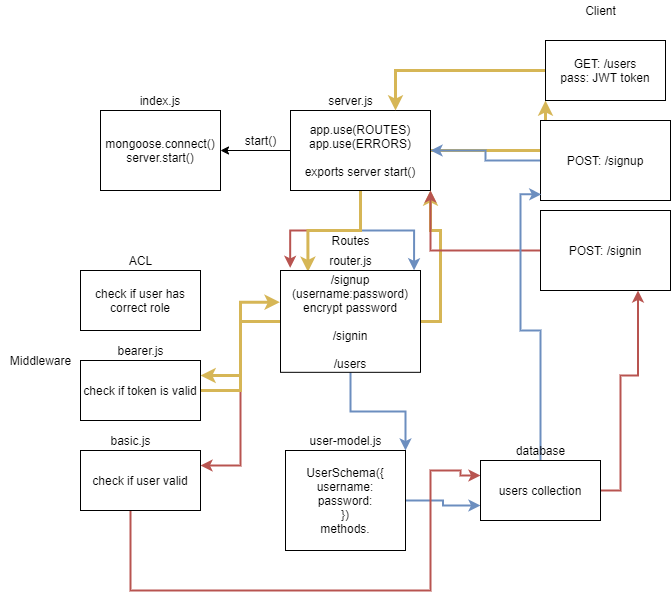 Client
GET: /users
pass: JWT token
index.js
server.js
mongoose.connect()
server.start()
start()
app.use(ROUTES)
app.use(ERRORS)
exports server start()
POST: /signup
POST: /signin
Routes
router.js
ACL
check if user has
correct role
/signup
(username:password)
encrypt password
/signin
/users
Middleware
bearer.js
check if token is valid
basic.js
check if user valid
user-model.js
UserSchema({
username:
password:
})
methods.
database
users collection